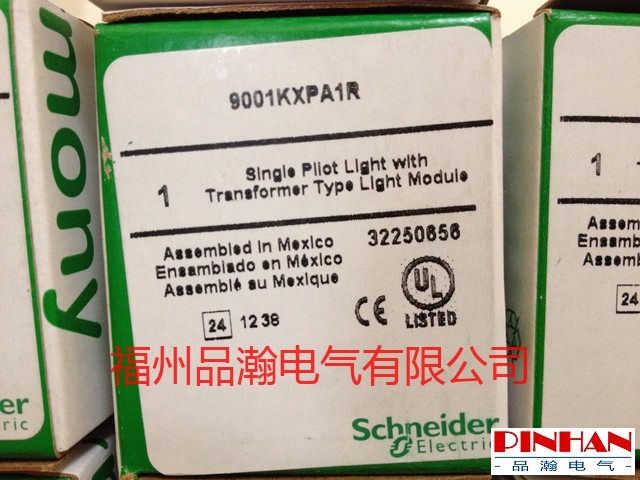 mony
9001KXPA1R
1
Single Pilot Light with
Transformer Type Light Module
Assembled in Mexico
Ensamblado en México
Assemblé au Mexique
32250656
UL
LISTED
CE
24 12 38
福州品瀚电气有限公司
Schneider
Electric
der
ric
1
Assem
Ensamb
Assemb
24
PINHAN
品瀚电气